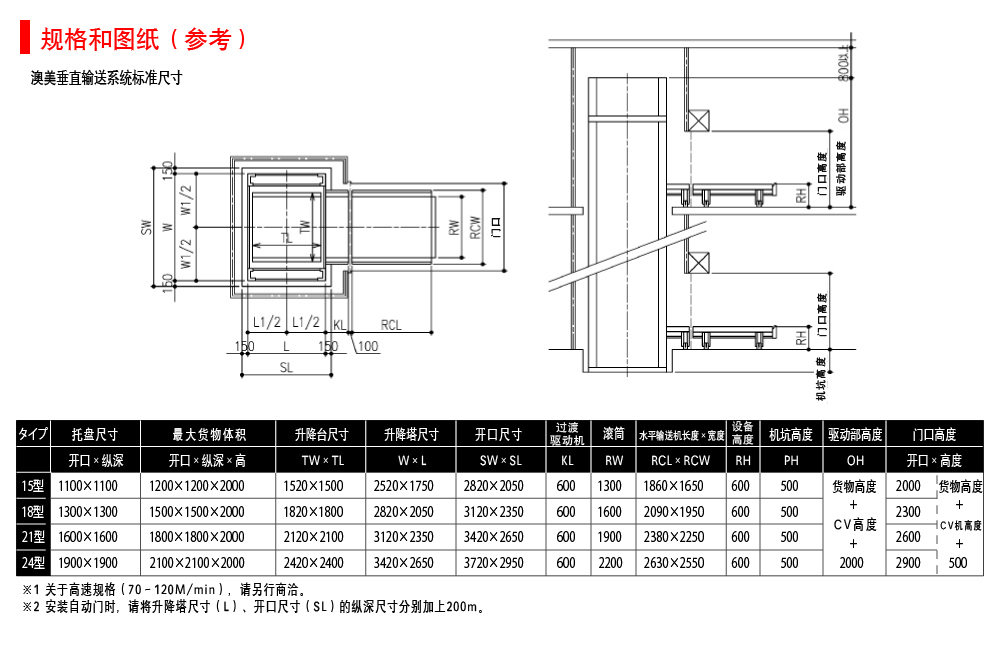 规格和图纸（参考）
澳美垂直输送系统标准尺寸
150
W1/2
W
W1/2
150
SW
TL
TW
RW
RCW
门口
L1/2 L1/2 KL RCL
150 L 150 100
SL
800以上
OH
门口高度
驱动部高度
RH
门口高度
RH
机坑高度
タイプ 托盘尺寸 最大货物体积 升降台尺寸 升降塔尺寸 开口尺寸 过渡驱动机 滚筒 水平输送机长度×宽度 设备高度 机坑高度 驱动部高度 门口高度
开口×纵深 开口×纵深×高 TW×TL W×L SW×SL KL RW RCL×RCW RH PH OH 开口×高度
15型 1100×1100 1200×1200×2000 1520×1500 2520×1750 2820×2050 600 1300 1860×1650 600 500 货物高度 2000 货物高度
18型 1300×1300 1500×1500×2000 1820×1800 2820×2050 3120×2350 600 1600 2090×1950 600 500 + CV高度 2300 + CV机高度
21型 1600×1600 1800×1800×2000 2120×2100 3120×2350 3420×2650 600 1900 2380×2250 600 500 + 2600 +
24型 1900×1900 2100×2100×2000 2420×2400 3420×2650 3720×2950 600 2200 2630×2550 600 500 2000 2900 500
※1 关于高速规格（70－120M/min），请另行商洽。
※2 安装自动门时，请将升降塔尺寸（L）、开口尺寸（SL）的纵深尺寸分别加上200m。